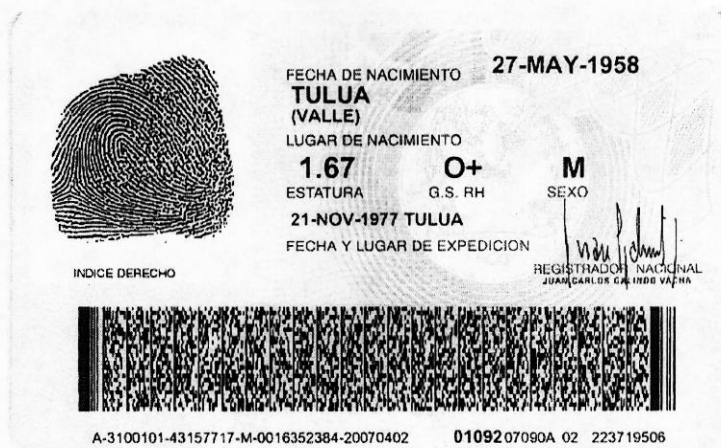 FECHA DE NACIMIENTO 27-MAY-1958
TULUA
(VALLE)
LUGAR DE NACIMIENTO
1.67 O+ M
ESTATURA G.S. RH SEXO
21-NOV-1977 TULUA
FECHA Y LUGAR DE EXPEDICION
INDICE DERECHO
REGISTRADOR NACIONAL
JUAN CARLOS GALINDO VACHA
A-3100101-43157717-M-0016352384-20070402 0109207090A 02 223719506